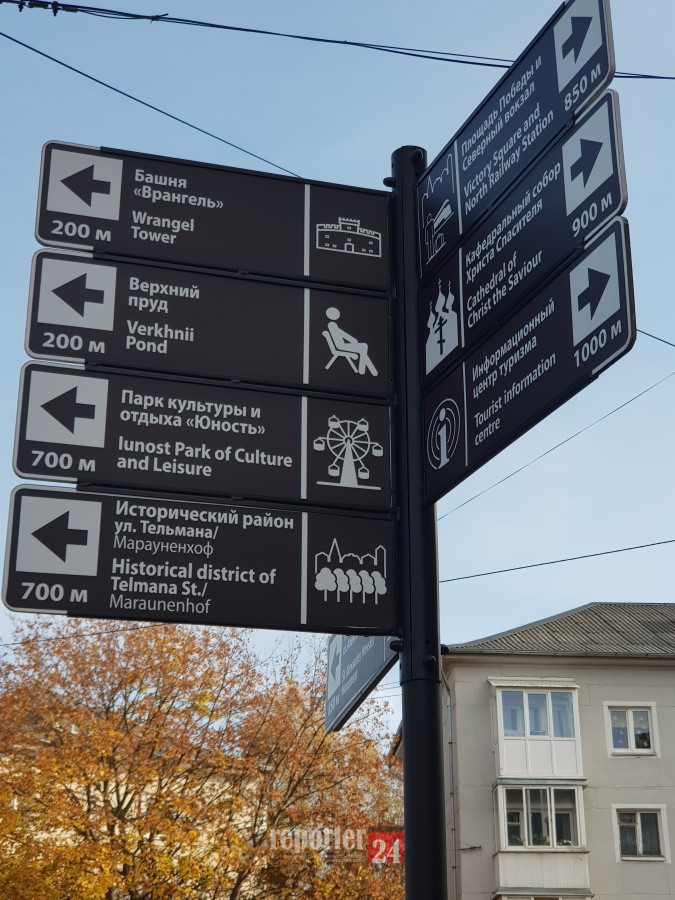 Башня
«Врангель»
Wrangel
Tower
200 м
Верхний
пруд
Verkhnii
Pond
200 м
Парк культуры и
отдыха «Юность»
Iunost Park of Culture
and Leisure
700 м
Исторический район
ул. Тельмана/
Марауненхоф
Historical district of
Telmana St./
Maraunenhof
700 м
Площадь Победы и
Северный вокзал
Victory Square and
North Railway Station
850 м
Кафедральный собор
Христа Спасителя
Cathedral of
Christ the Saviour
900 м
Информационный
центр туризма
Tourist information
centre
1000 м
reporter
24